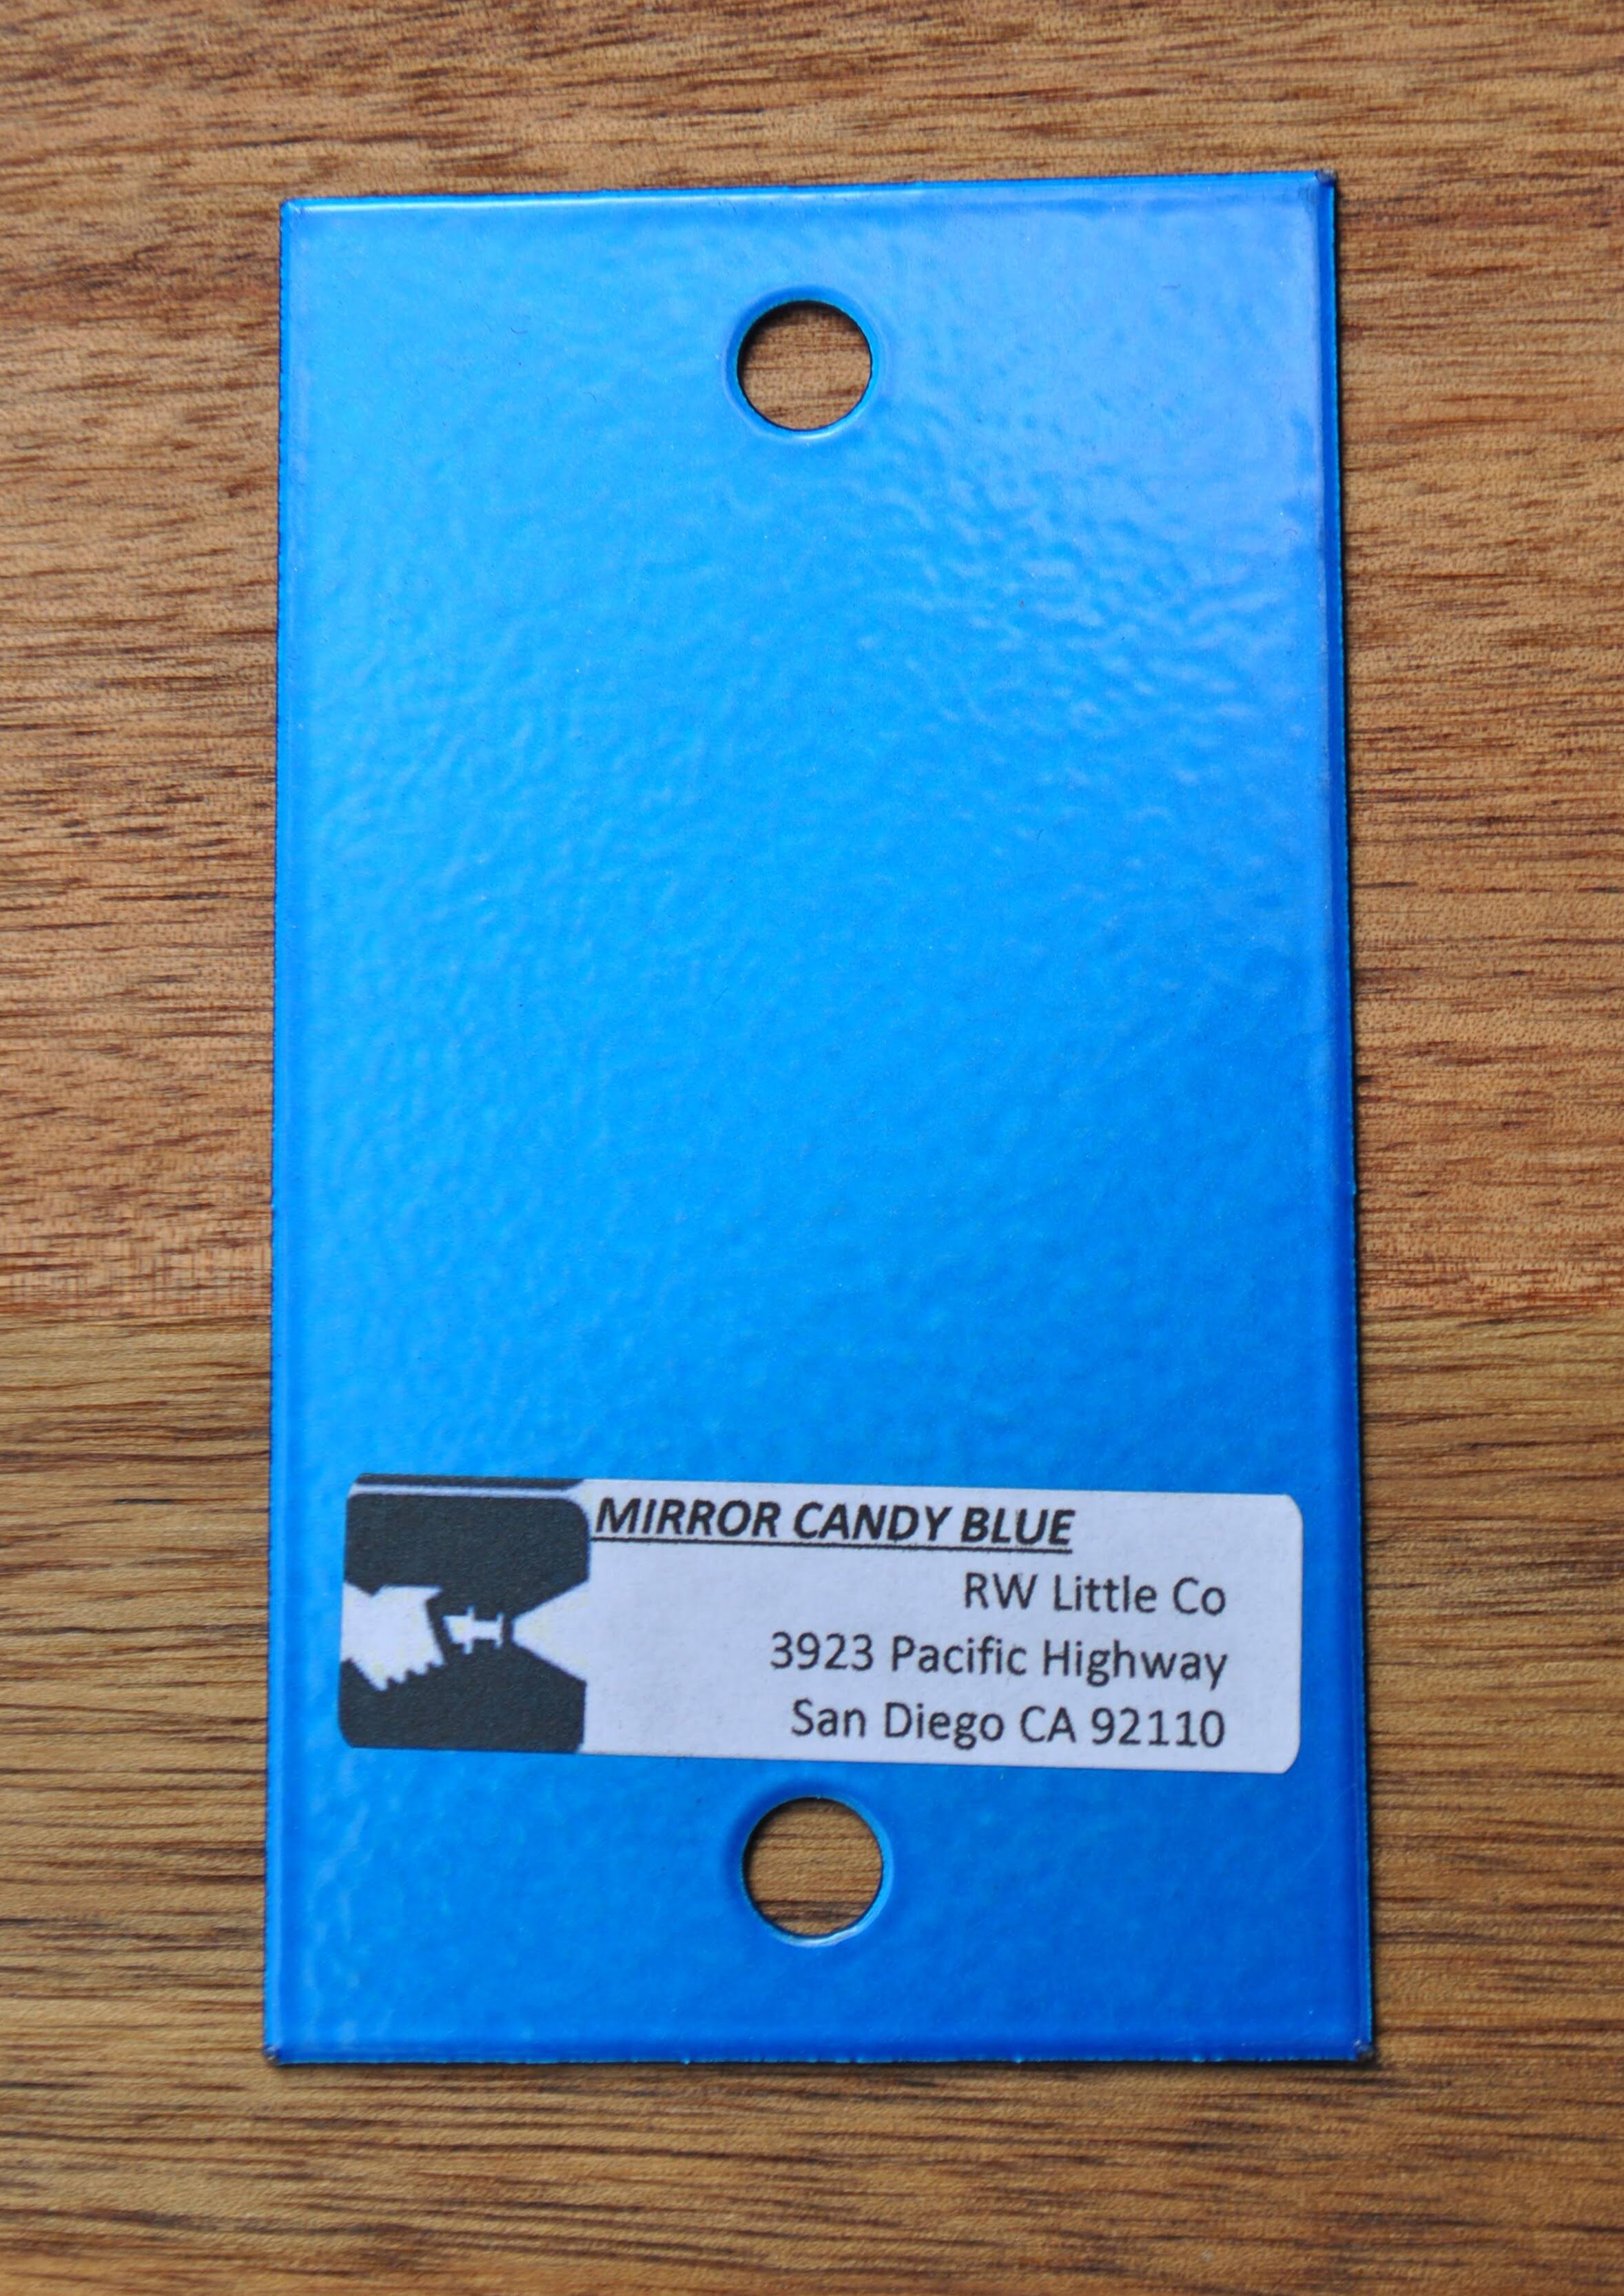 MIRROR CANDY BLUE
RW Little Co
3923 Pacific Highway
San Diego CA 92110